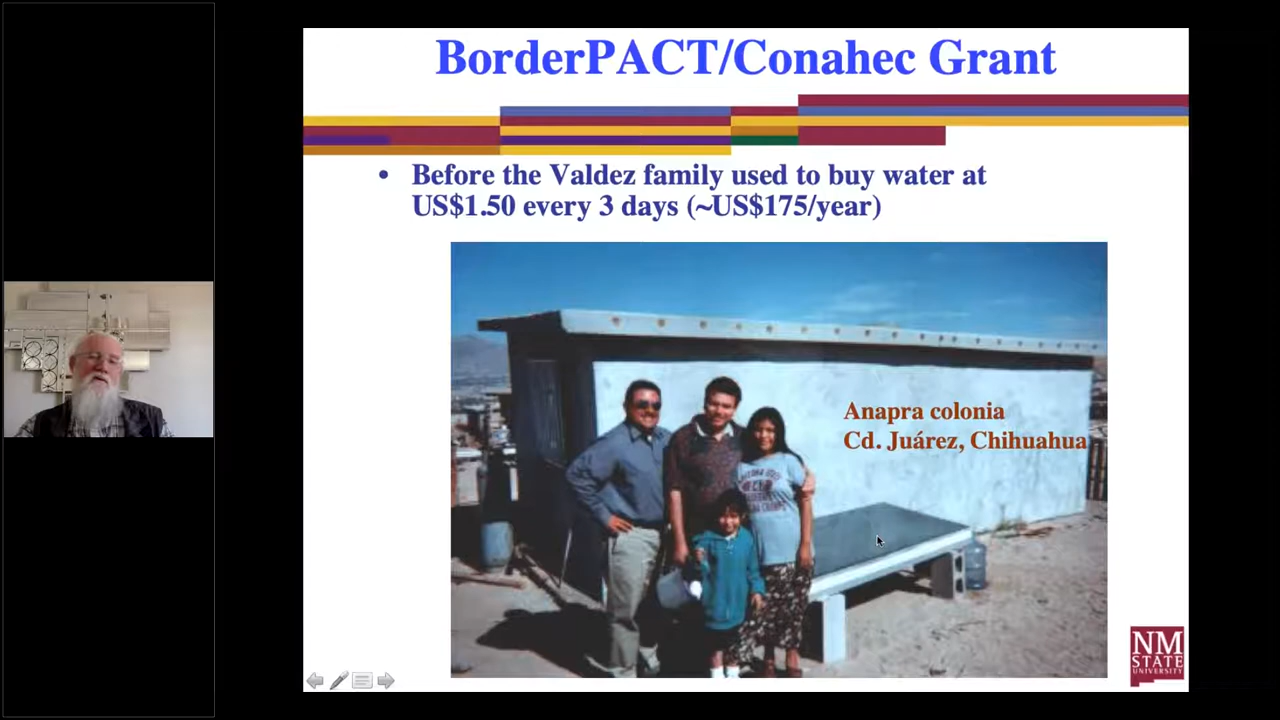 BorderPACT/Conahec Grant
• Before the Valdez family used to buy water at
US$1.50 every 3 days (~US$175/year)
Anapra colonia
Cd. Juárez, Chihuahua
NM
STATE
UNIVERSITY